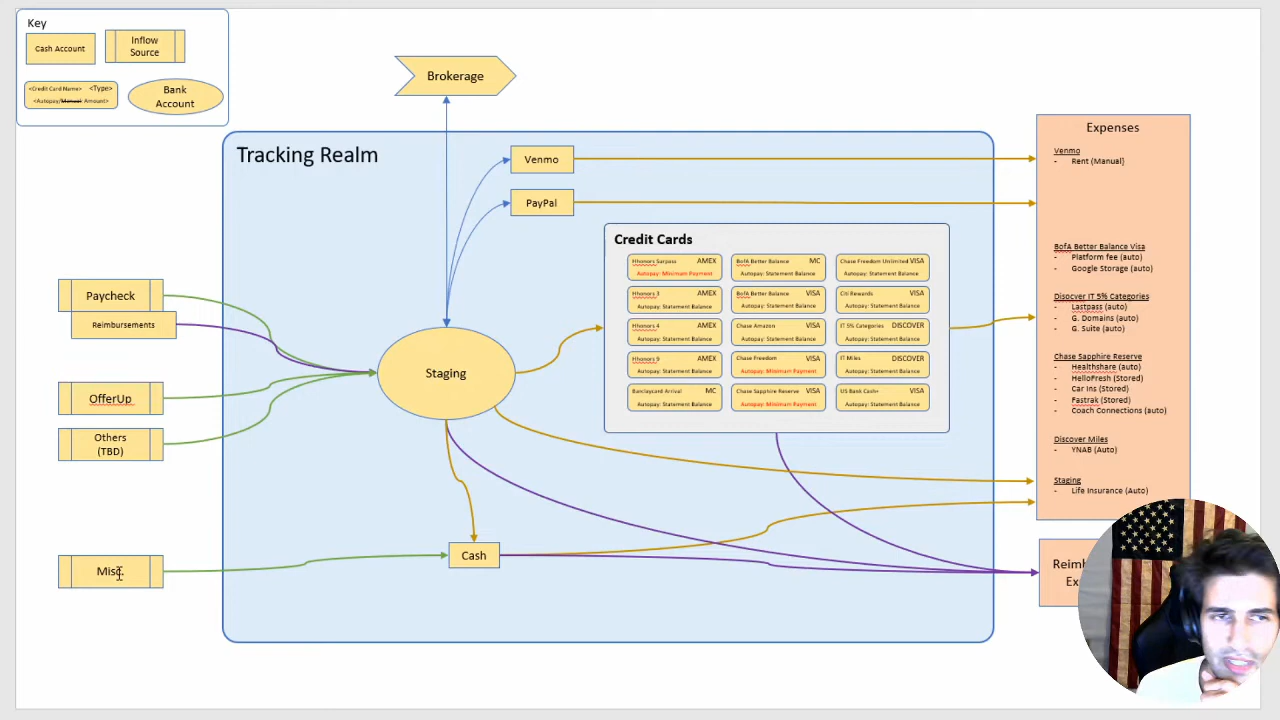 Key
Cash Account
Inflow
Source
<Credit Card Name> <Type>
<Autopay/Manual Amount>
Bank
Account
Brokerage
Tracking Realm
Venmo
PayPal
Credit Cards
Hhonors Surpass AMEX
Autopay: Minimum Payment
BofA Better Balance MC
Autopay: Statement Balance
Chase Freedom Unlimited VISA
Autopay: Statement Balance
Hhonors 3 AMEX
Autopay: Statement Balance
BofA Better Balance VISA
Autopay: Statement Balance
Citi Rewards VISA
Autopay: Statement Balance
Hhonors 4 AMEX
Autopay: Statement Balance
Chase Amazon VISA
Autopay: Statement Balance
IT 5% Categories DISCOVER
Autopay: Statement Balance
Hhonors 9 AMEX
Autopay: Statement Balance
Chase Freedom VISA
Autopay: Minimum Payment
IT Miles DISCOVER
Autopay: Statement Balance
Barclaycard Arrival MC
Autopay: Statement Balance
Chase Sapphire Reserve VISA
Autopay: Minimum Payment
US Bank Cash+ VISA
Autopay: Statement Balance
Paycheck
Reimbursements
OfferUp
Others
(TBD)
Misc
Staging
Cash
Expenses
Venmo
- Rent (Manual)
BofA Better Balance Visa
- Platform fee (auto)
- Google Storage (auto)
Disocver IT 5% Categories
- Lastpass (auto)
- G. Domains (auto)
- G. Suite (auto)
Chase Sapphire Reserve
- Healthshare (auto)
- HelloFresh (Stored)
- Car Ins (Stored)
- Fastrak (Stored)
- Coach Connections (auto)
Discover Miles
- YNAB (Auto)
Staging
- Life Insurance (Auto)